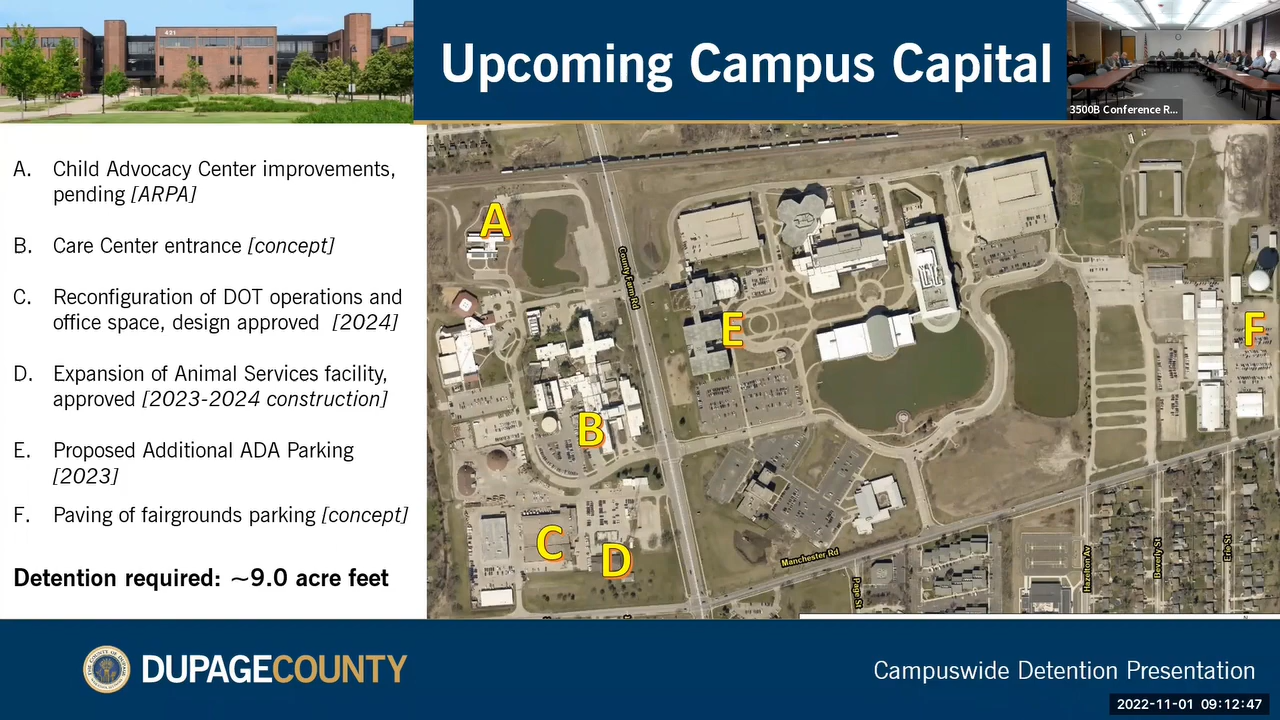 421
Upcoming Campus Capital
3500B Conference R...
A. Child Advocacy Center improvements,
pending [ARPA]
B. Care Center entrance [concept]
C. Reconfiguration of DOT operations and
office space, design approved [2024]
D. Expansion of Animal Services facility,
approved [2023-2024 construction]
E. Proposed Additional ADA Parking
[2023]
F. Paving of fairgrounds parking [concept]
Detention required: ~9.0 acre feet
A
County Farm Rd
E
F
B
C
D
Manchester Rd
Page St
Hazelton Av
Beverly St
Erie St
DUPAGECOUNTY
Campuswide Detention Presentation
2022-11-01 09:12:47